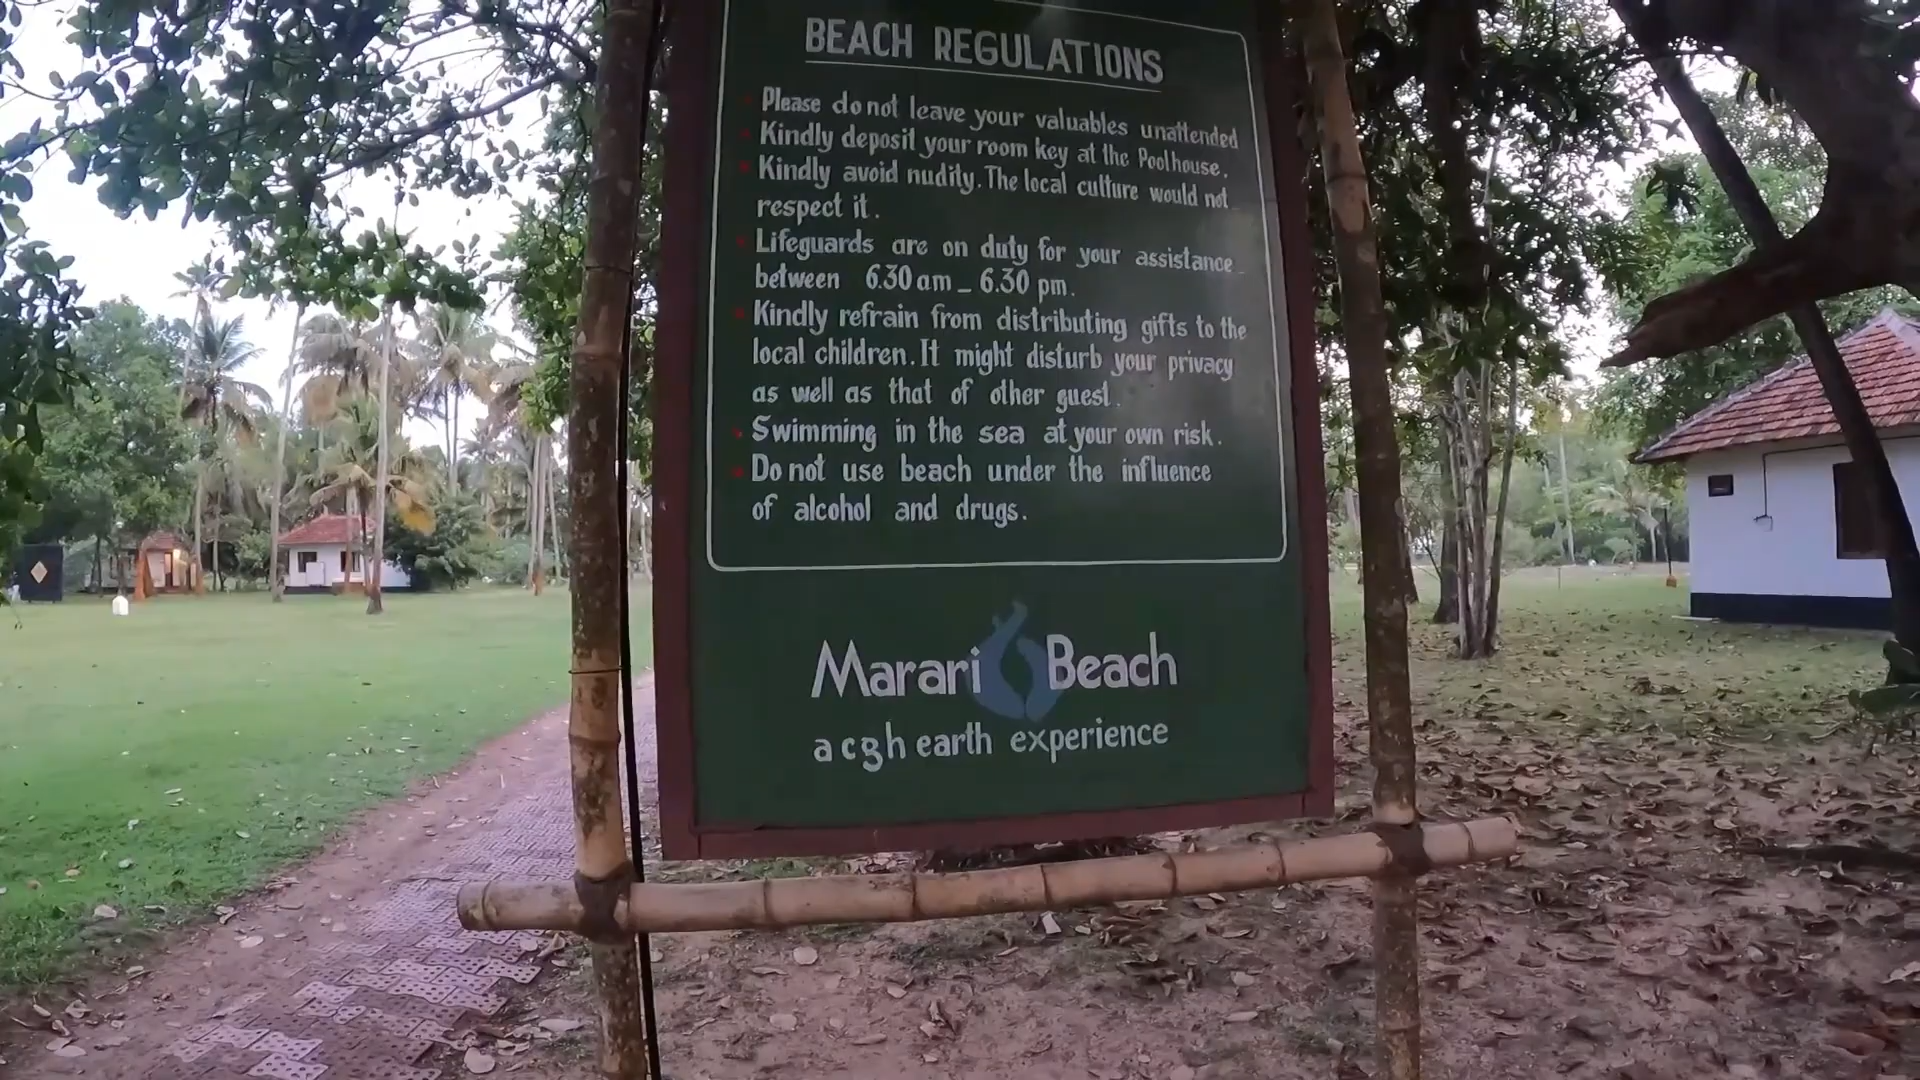 BEACH REGULATIONS
Please do not leave your valuables unattended
Kindly deposit your room key at the Pool house.
Kindly avoid nudity. The local culture would not
respect it.
Lifeguards are on duty for your assistance
between 6.30 am - 6.30 pm.
Kindly refrain from distributing gifts to the
local children. It might disturb your privacy
as well as that of other guest.
Swimming in the sea at your own risk.
Do not use beach under the influence
of alcohol and drugs.
Marari Beach
a cgh earth experience